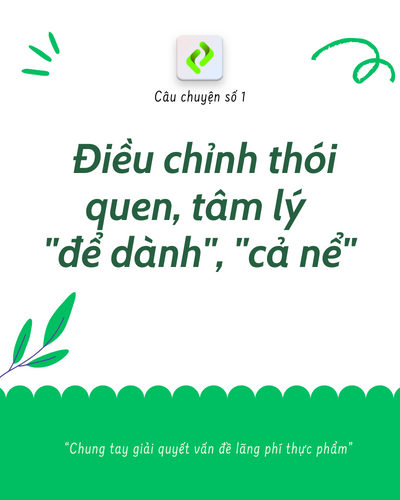 Câu chuyện số 1
Điều chỉnh thói
quen, tâm lý
"để dành", "cả nể"
“Chung tay giải quyết vấn đề lãng phí thực phẩm”